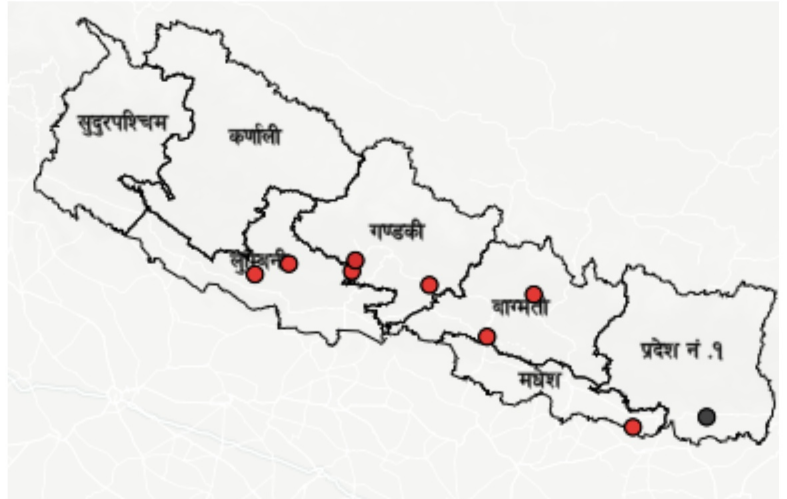 सुदुरपश्चिम
कर्णाली
गण्डकी
लुम्बिनी
बाग्मती
प्रदेश नं .१
मधेश